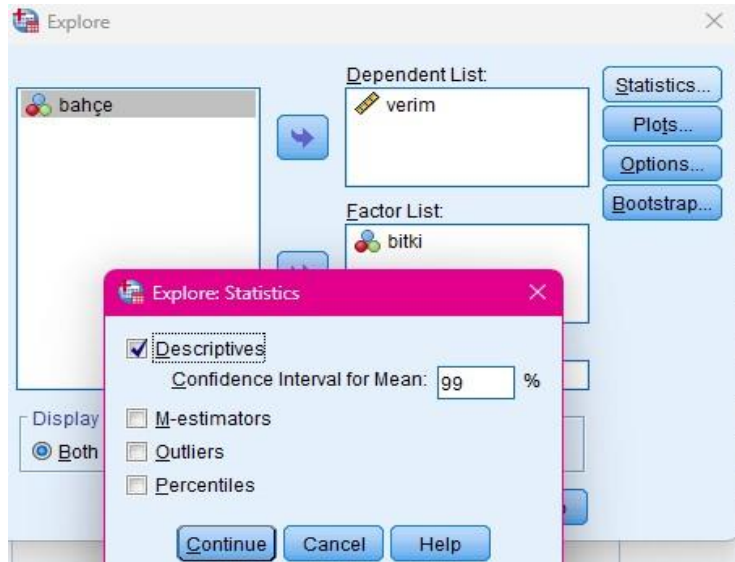 Explore
Dependent List:
bahçe
verim
Statistics...
Plots...
Options...
Bootstrap...
Factor List:
bitki
Explore: Statistics
Descriptives
Confidence Interval for Mean: 99 %
M-estimators
Outliers
Percentiles
Display
Both
Continue Cancel Help